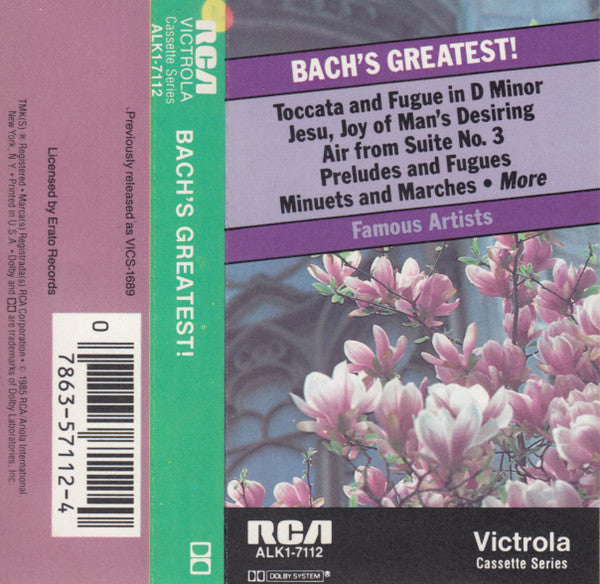 BACH'S GREATEST!
Toccata and Fugue in D Minor
Jesu, Joy of Man's Desiring
Air from Suite No. 3
Preludes and Fugues
Minuets and Marches • More
Famous Artists
RCA
ALK1-7112
DOLBY SYSTEM ®
Victrola
Cassette Series
RCA
VICTROLA
Cassette Series
ALK1-7112
BACH'S GREATEST!
Previously released as VICS-1689
Licensed by Erato Records
TMK(S) ® Registered • Marca(s) Registrada(s) RCA Corporation • © 1985 RCA/Ariola International,
New York, N.Y. • Printed in U.S.A. • Dolby and are trademarks of Dolby Laboratories, Inc.
0 7863-57112-4